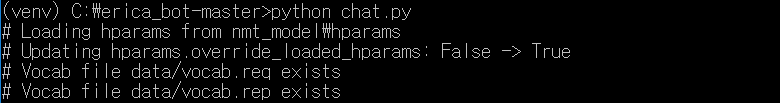 (venv) C:\erica_bot-master>python chat.py
# Loading hparams from nmt_model\hparams
# Updating hparams.override_loaded_hparams: False -> True
# Vocab file data/vocab.req exists
# Vocab file data/vocab.rep exists